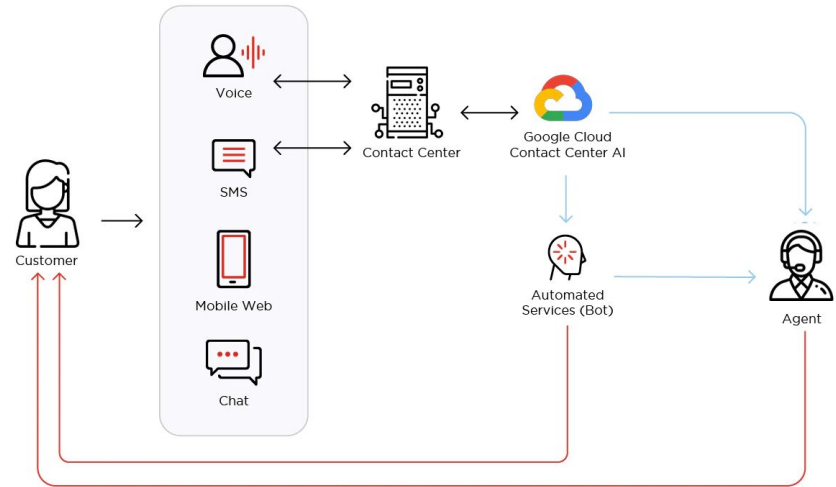 Voice
SMS
Mobile Web
Chat
Customer
Contact Center
Google Cloud
Contact Center AI
Automated
Services (Bot)
Agent